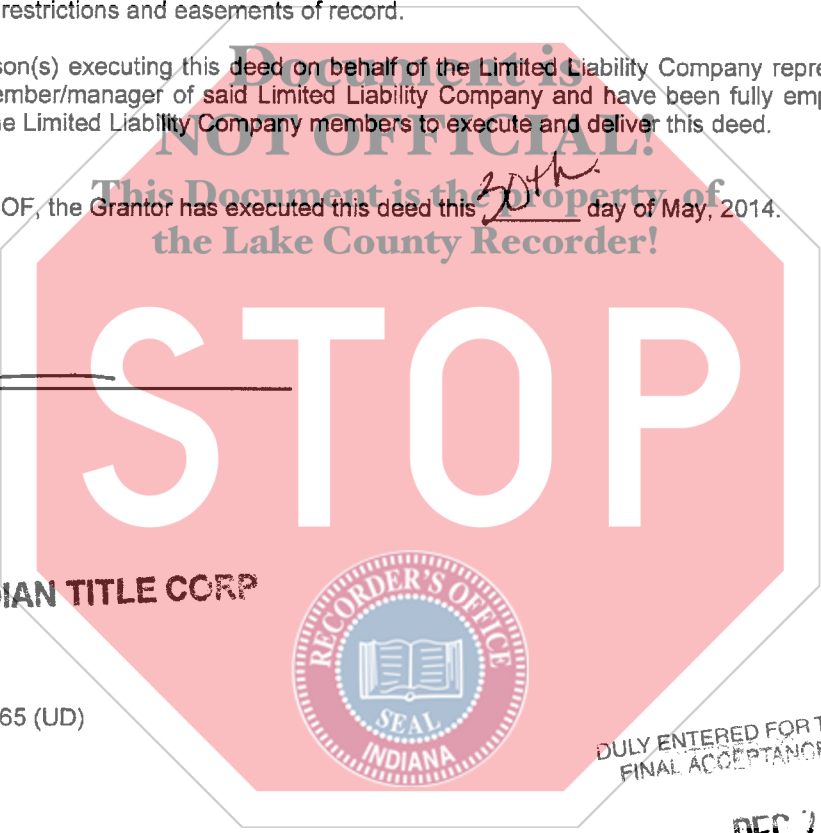 restrictions and easements of record.
Document is
son(s) executing this deed on behalf of the Limited Liability Company repre
ember/manager of said Limited Liability Company and have been fully emp
e Limited Liability Company members to execute and deliver this deed.
NOT OFFICIAL!
This Document is the property of
OF, the Grantor has executed this deed this 30th day of May, 2014.
the Lake County Recorder!
STOP
IAN TITLE CORP
RECORDER'S OFFICE
SEAL
INDIANA
65 (UD)
DULY ENTERED FOR T
FINAL ACCEPTANCE
DEC